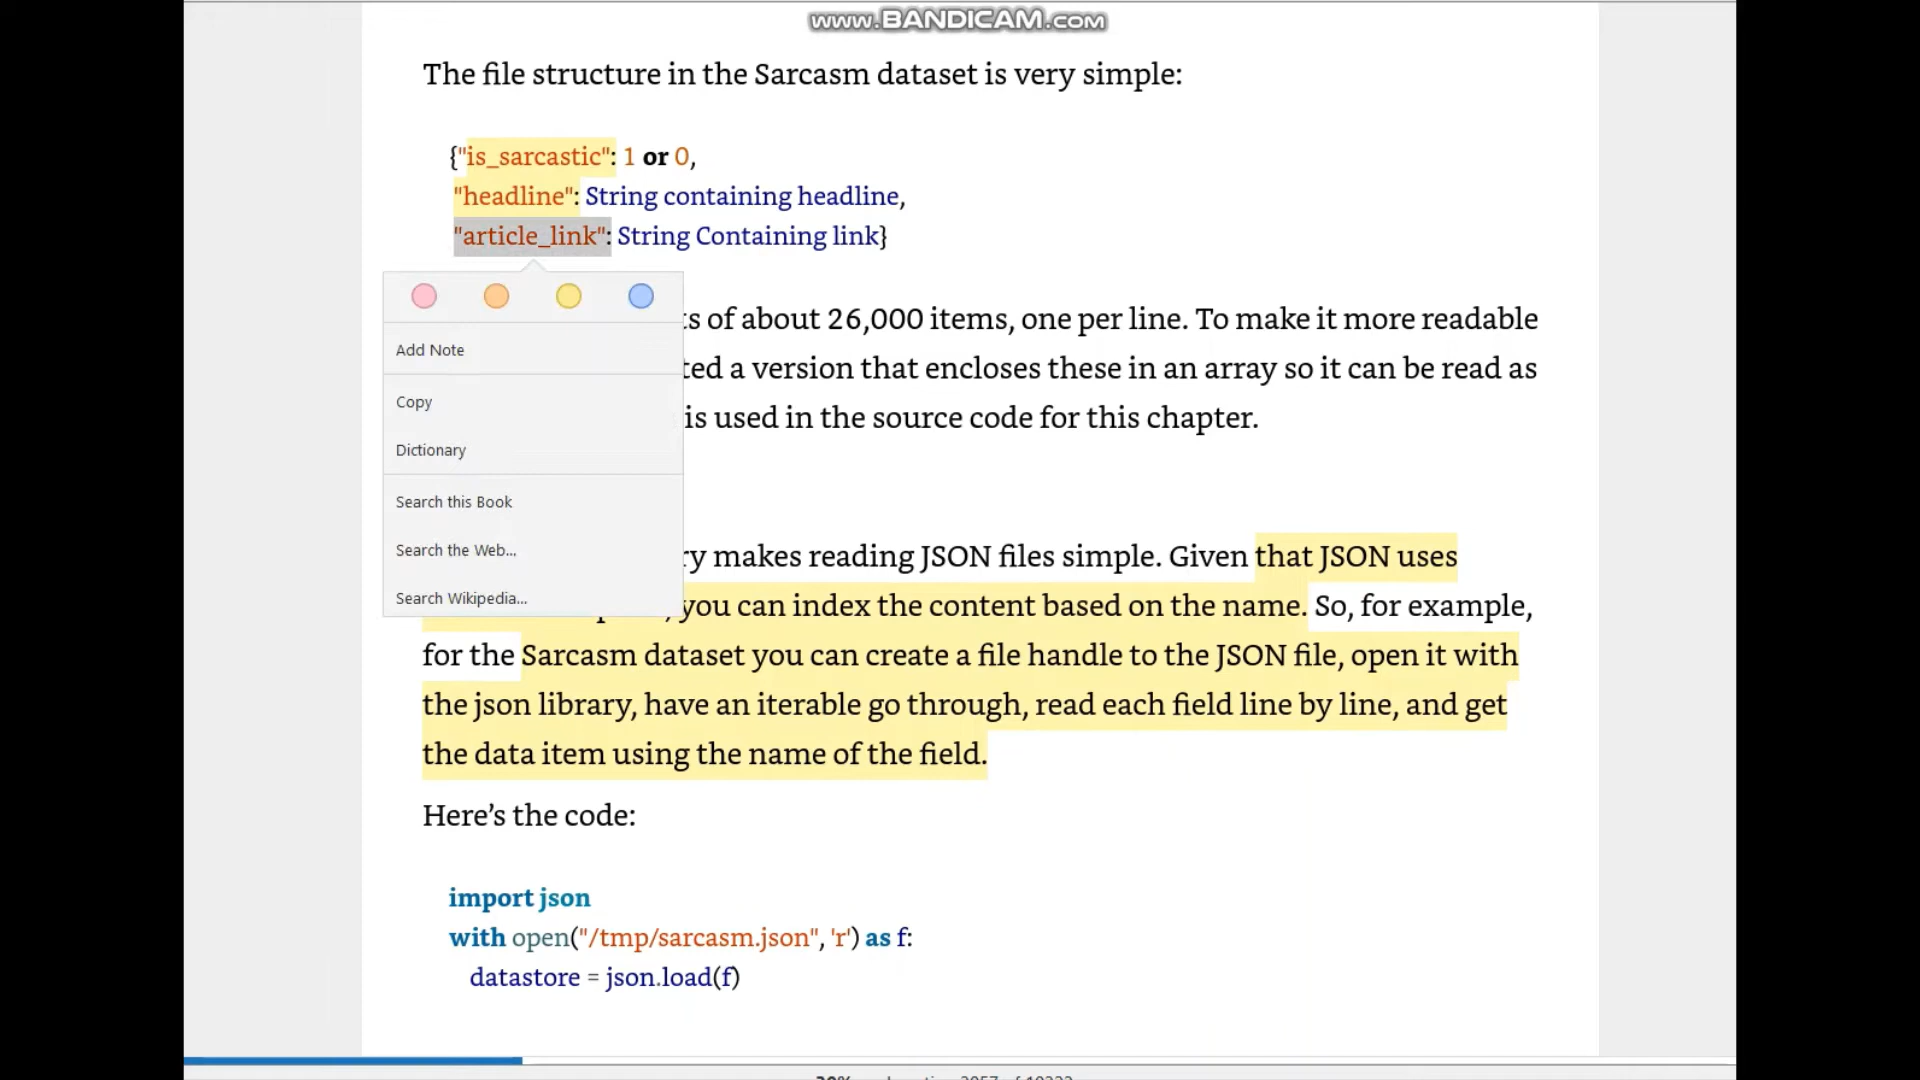 www.BANDICAM.com
The file structure in the Sarcasm dataset is very simple:
{"is_sarcastic": 1 or 0,
"headline": String containing headline,
"article_link": String Containing link}
of about 26,000 items, one per line. To make it more readable
a version that encloses these in an array so it can be read as
is used in the source code for this chapter.
Add Note
Copy
Dictionary
Search this Book
Search the Web...
Search Wikipedia...
makes reading JSON files simple. Given that JSON uses
you can index the content based on the name. So, for example,
for the Sarcasm dataset you can create a file handle to the JSON file, open it with
the json library, have an iterable go through, read each field line by line, and get
the data item using the name of the field.
Here's the code:
import json
with open("/tmp/sarcasm.json", 'r') as f:
datastore = json.load(f)